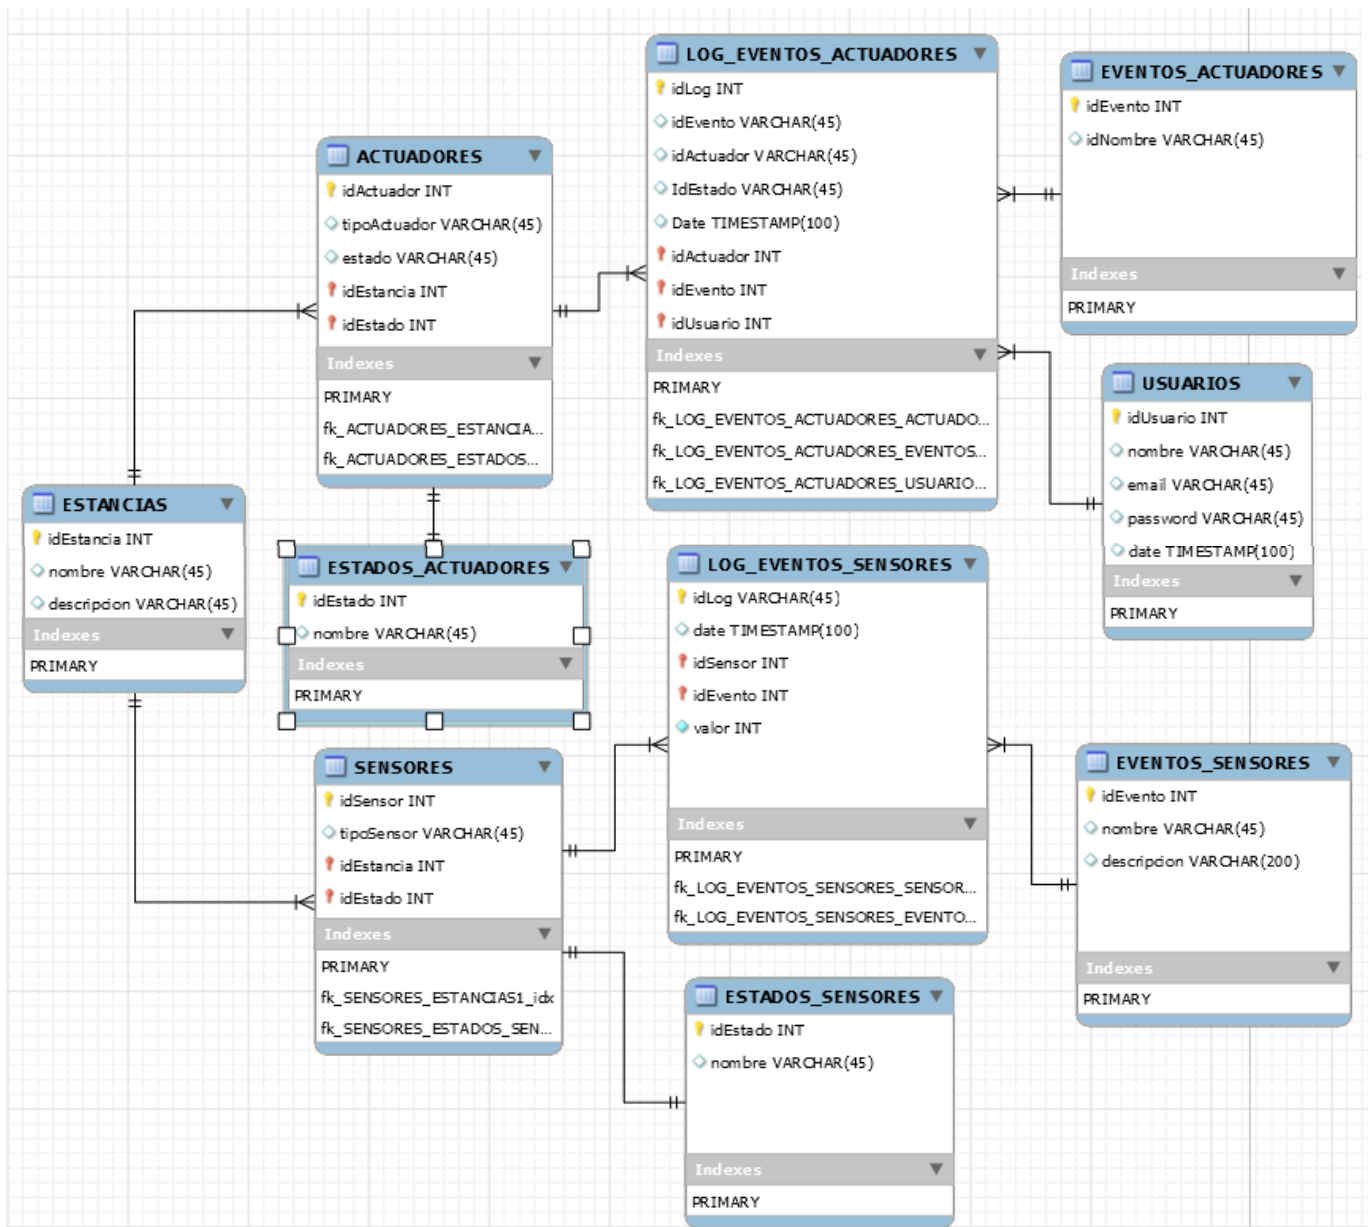 LOG_EVENTOS_ACTUADORES
idLog INT
idEvento VARCHAR(45)
idActuador VARCHAR(45)
IdEstado VARCHAR(45)
Date TIMESTAMP(100)
idActuador INT
idEvento INT
idUsuario INT
Indexes
PRIMARY
fk_LOG_EVENTOS_ACTUADORES_ACTUADO...
fk_LOG_EVENTOS_ACTUADORES_EVENTOS...
fk_LOG_EVENTOS_ACTUADORES_USUARIO...
EVENTOS_ACTUADORES
idEvento INT
idNombre VARCHAR(45)
Indexes
PRIMARY
ACTUADORES
idActuador INT
tipoActuador VARCHAR(45)
estado VARCHAR(45)
idEstancia INT
idEstado INT
Indexes
PRIMARY
fk_ACTUADORES_ESTANCIA...
fk_ACTUADORES_ESTADOS...
USUARIOS
idUsuario INT
nombre VARCHAR(45)
email VARCHAR(45)
password VARCHAR(45)
date TIMESTAMP(100)
Indexes
PRIMARY
ESTANCIAS
idEstancia INT
nombre VARCHAR(45)
descripcion VARCHAR(45)
Indexes
PRIMARY
ESTADOS_ACTUADORES
idEstado INT
nombre VARCHAR(45)
Indexes
PRIMARY
LOG_EVENTOS_SENSORES
idLog VARCHAR(45)
date TIMESTAMP(100)
idSensor INT
idEvento INT
valor INT
Indexes
PRIMARY
fk_LOG_EVENTOS_SENSORES_SENSOR...
fk_LOG_EVENTOS_SENSORES_EVENTO...
SENSORES
idSensor INT
tipoSensor VARCHAR(45)
idEstancia INT
idEstado INT
Indexes
PRIMARY
fk_SENSORES_ESTANCIAS1_idx
fk_SENSORES_ESTADOS_SEN...
EVENTOS_SENSORES
idEvento INT
nombre VARCHAR(45)
descripcion VARCHAR(200)
Indexes
PRIMARY
ESTADOS_SENSORES
idEstado INT
nombre VARCHAR(45)
Indexes
PRIMARY